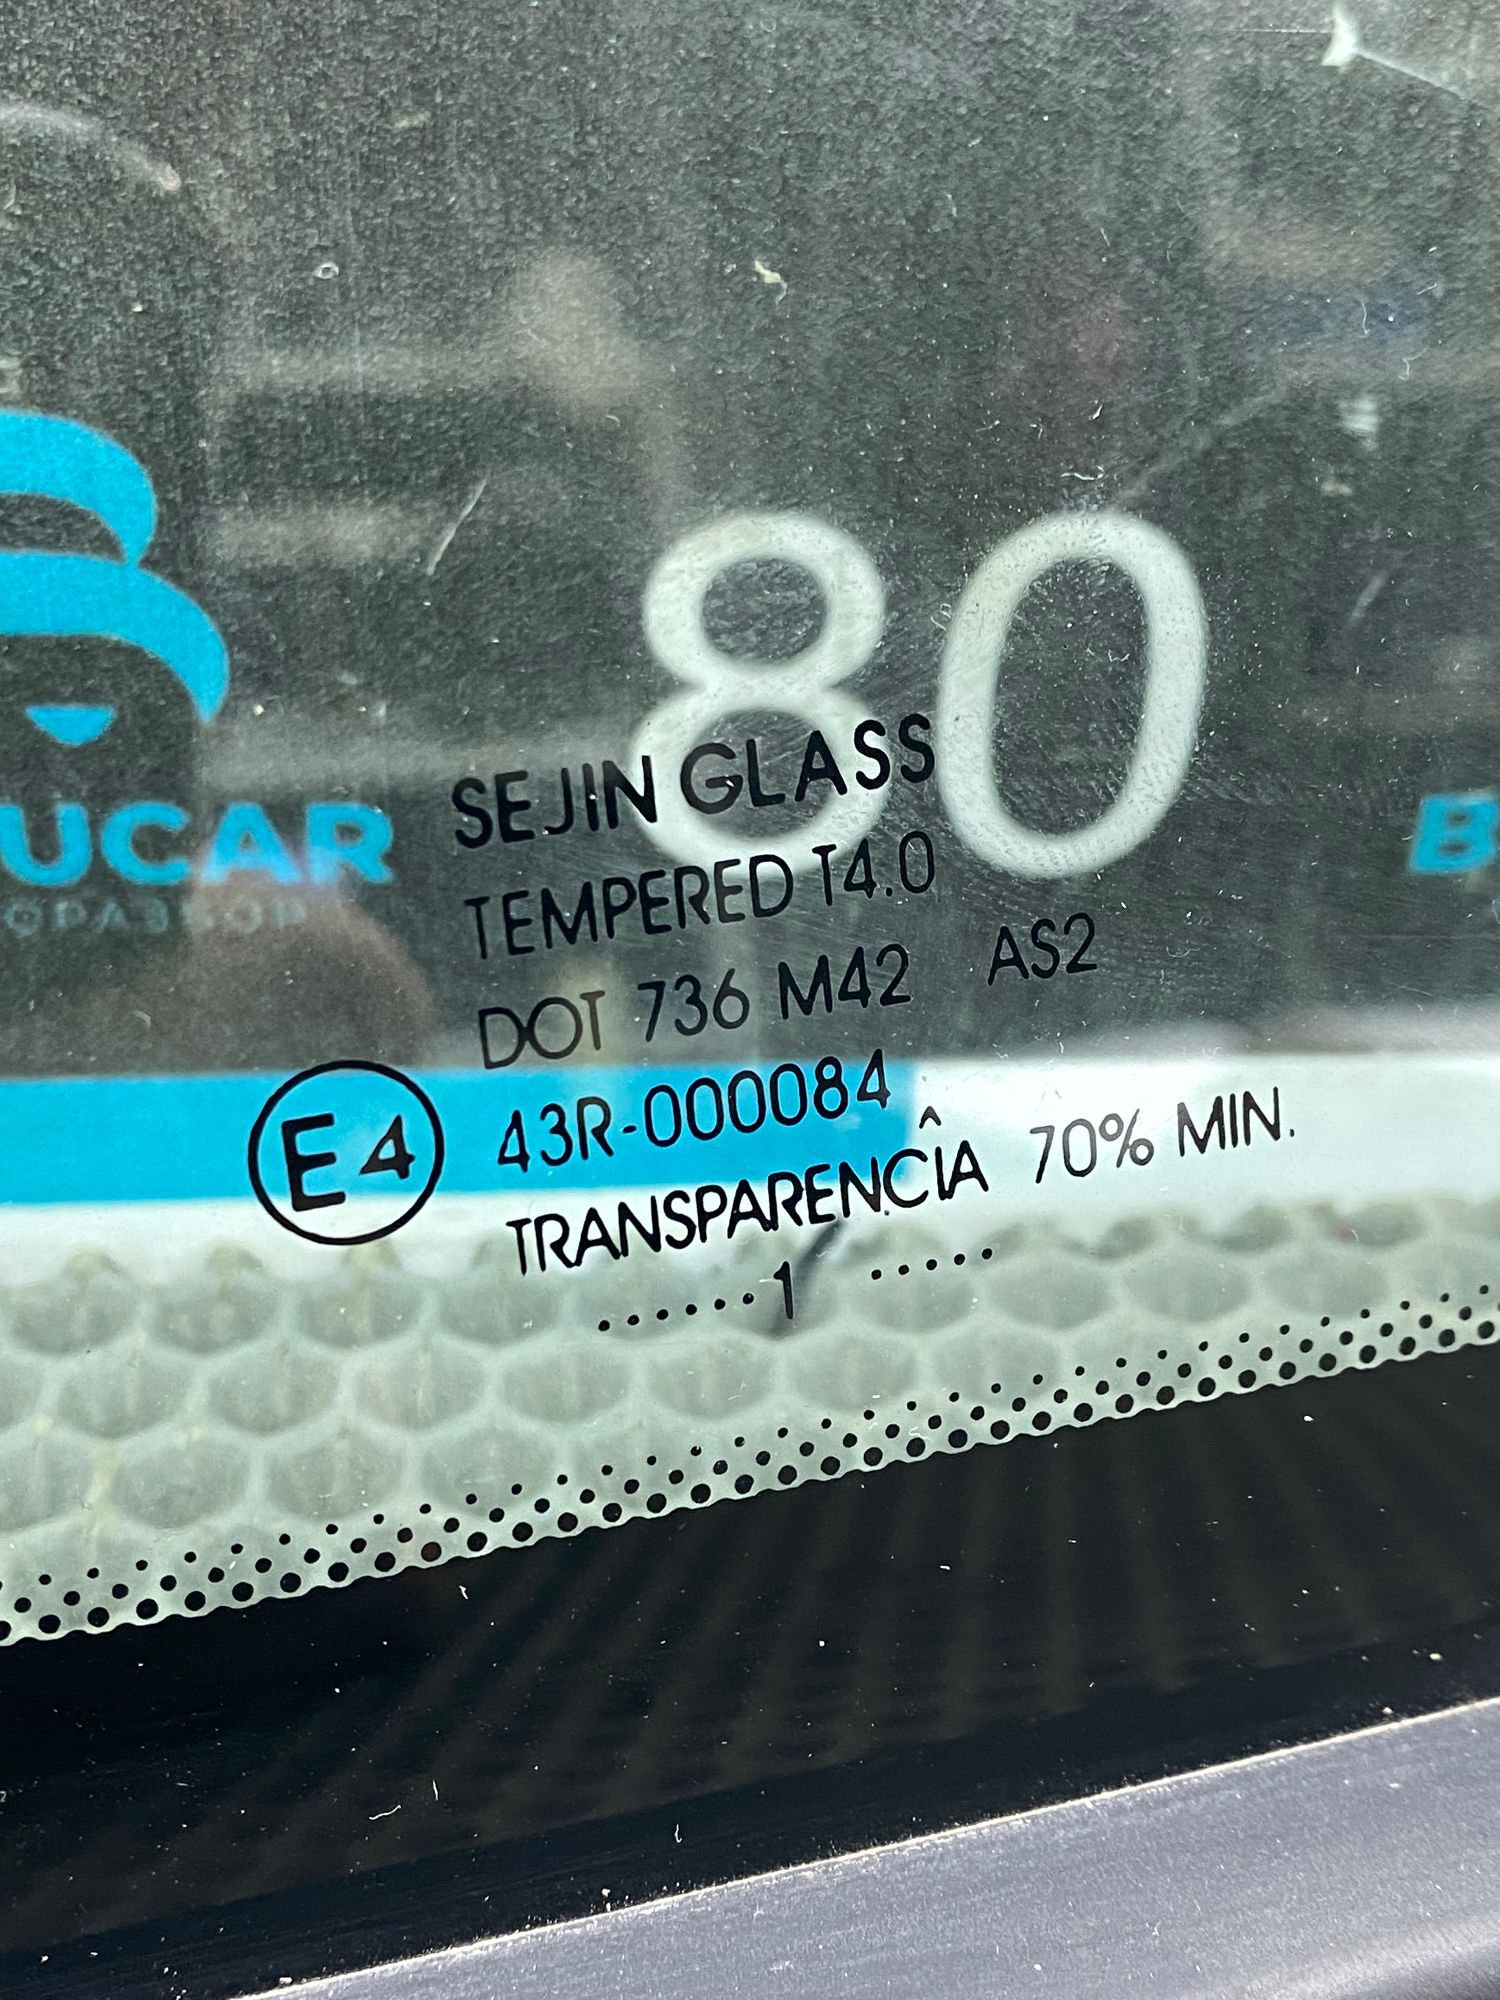 80
UCAR
SEJIN GLASS
TEMPERED T4.0
DOT 736 M42 AS2
E4 43R-000084
TRANSPARENCÎA 70% MIN.
......1 .....